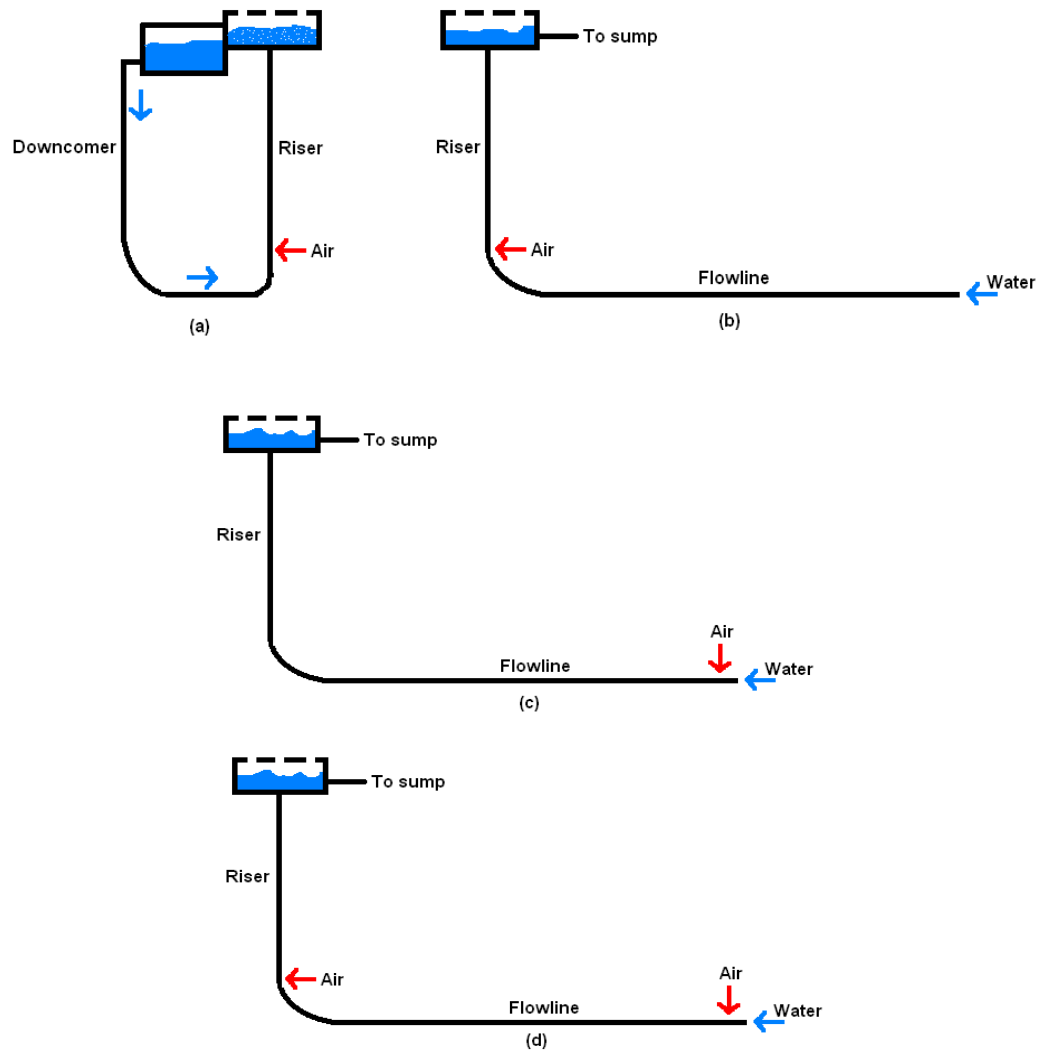 To sump
Downcomer
Riser
Air
(a)
Riser
Air
Flowline
Water
(b)
To sump
Riser
Air
Flowline
Water
(c)
To sump
Riser
Air
Air
Flowline
Water
(d)